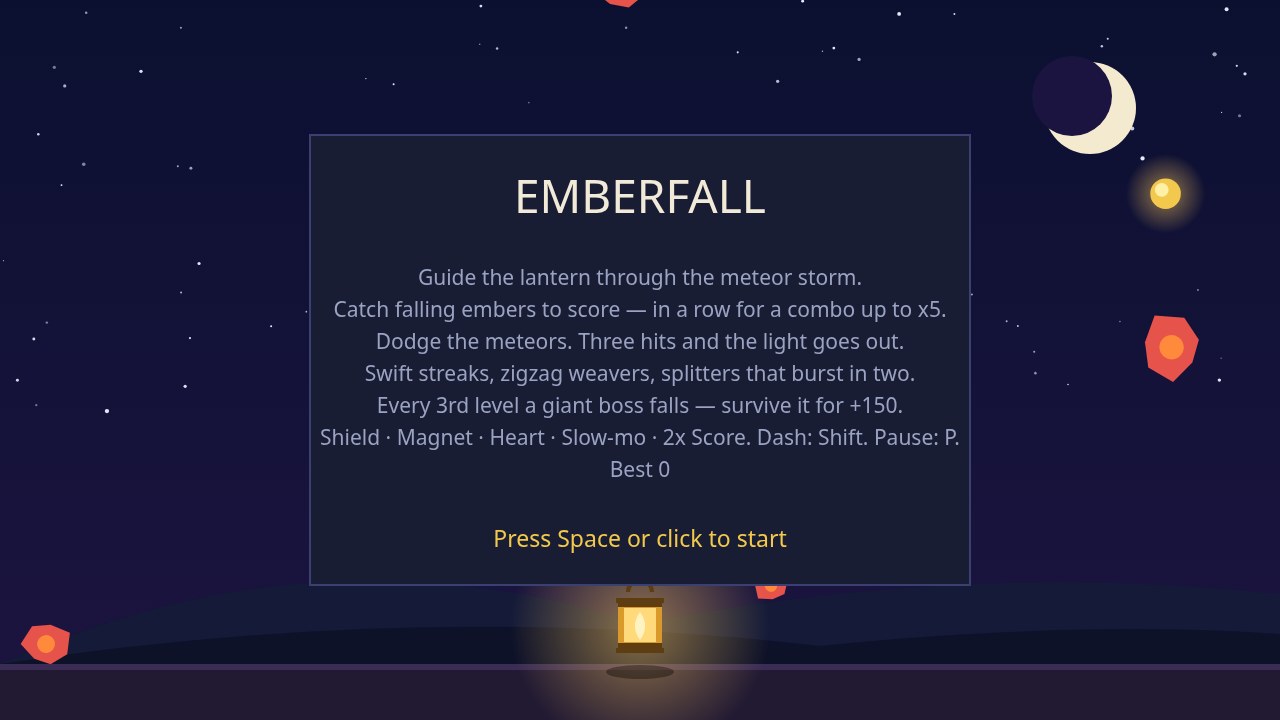 EMBERFALL
Guide the lantern through the meteor storm.
Catch falling embers to score — in a row for a combo up to x5.
Dodge the meteors. Three hits and the light goes out.
Swift streaks, zigzag weavers, splitters that burst in two.
Every 3rd level a giant boss falls — survive it for +150.
Shield · Magnet · Heart · Slow-mo · 2x Score. Dash: Shift. Pause: P.
Best 0
Press Space or click to start